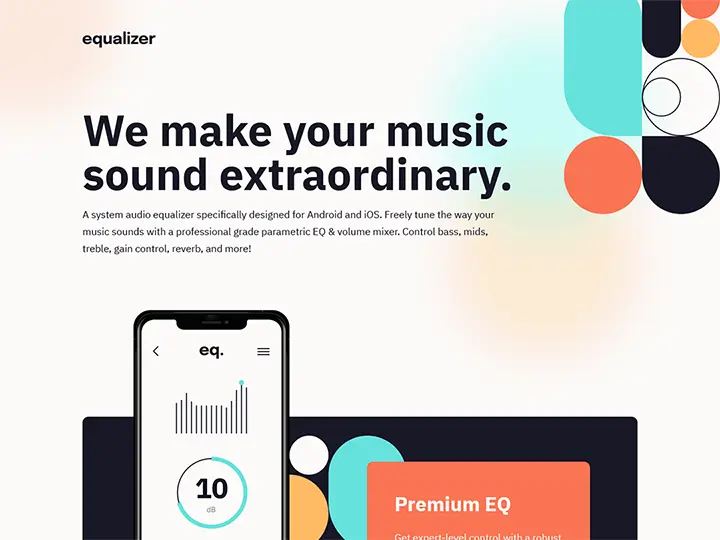 equalizer
We make your music
sound extraordinary.
A system audio equalizer specifically designed for Android and iOS. Freely tune the way your
music sounds with a professional grade parametric EQ & volume mixer. Control bass, mids,
treble, gain control, reverb, and more!
eq.
10
dB
Premium EQ
Get expert-level control with a robust